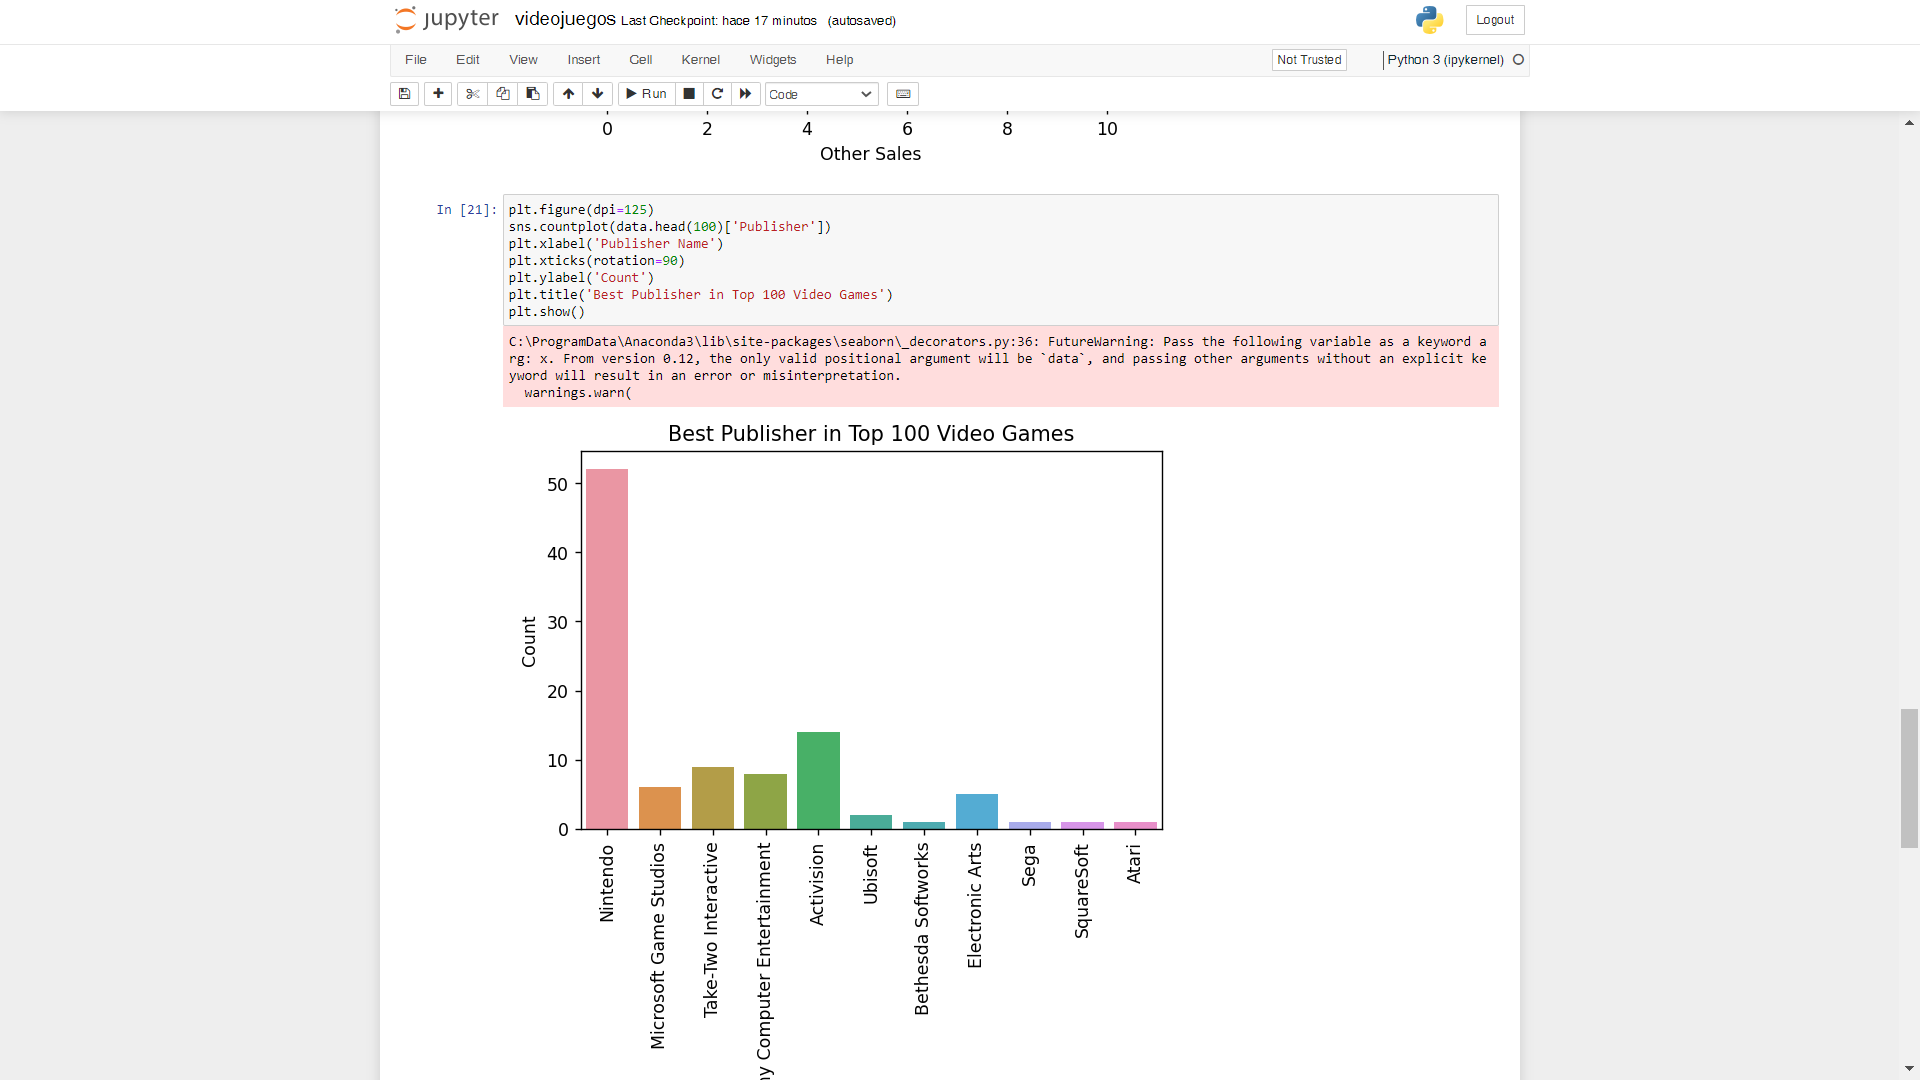 jupyter videojuegos Last Checkpoint: hace 17 minutos (autosaved)
Logout
File Edit View Insert Cell Kernel Widgets Help
Not Trusted
Python 3 (ipykernel)
Run
Code
0 2 4 6 8 10
Other Sales
In [21]:
plt.figure(dpi=125)
sns.countplot(data.head(100)['Publisher'])
plt.xlabel('Publisher Name')
plt.xticks(rotation=90)
plt.ylabel('Count')
plt.title('Best Publisher in Top 100 Video Games')
plt.show()
C:\ProgramData\Anaconda3\lib\site-packages\seaborn\_decorators.py:36: FutureWarning: Pass the following variable as a keyword a
rg: x. From version 0.12, the only valid positional argument will be `data`, and passing other arguments without an explicit ke
yword will result in an error or misinterpretation.
warnings.warn(
Best Publisher in Top 100 Video Games
50
40
30
20
10
0
Count
Nintendo
Microsoft Game Studios
Take-Two Interactive
ny Computer Entertainment
Activision
Ubisoft
Bethesda Softworks
Electronic Arts
Sega
SquareSoft
Atari